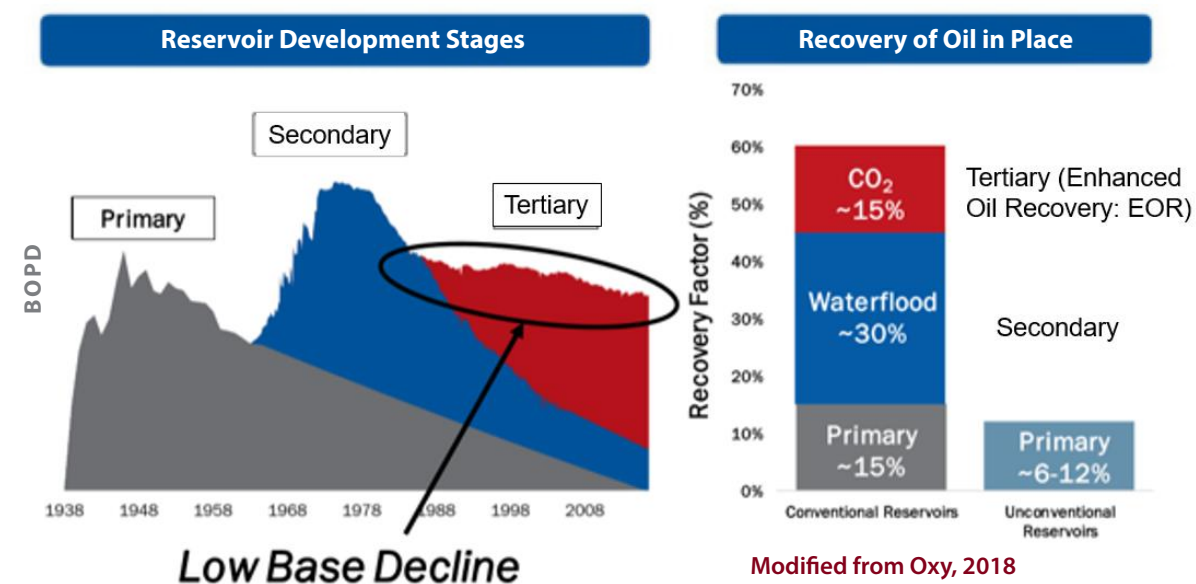 Reservoir Development Stages
Secondary
Primary
Tertiary
BOPD
1938 1948 1958 1968 1978 1988 1998 2008
Low Base Decline
Recovery of Oil in Place
Recovery Factor (%)
70%
60%
50%
40%
30%
20%
10%
0%
CO₂
~15%
Tertiary (Enhanced
Oil Recovery: EOR)
Waterflood
~30%
Secondary
Primary
~15%
Primary
~6-12%
Conventional Reservoirs
Unconventional
Reservoirs
Modified from Oxy, 2018